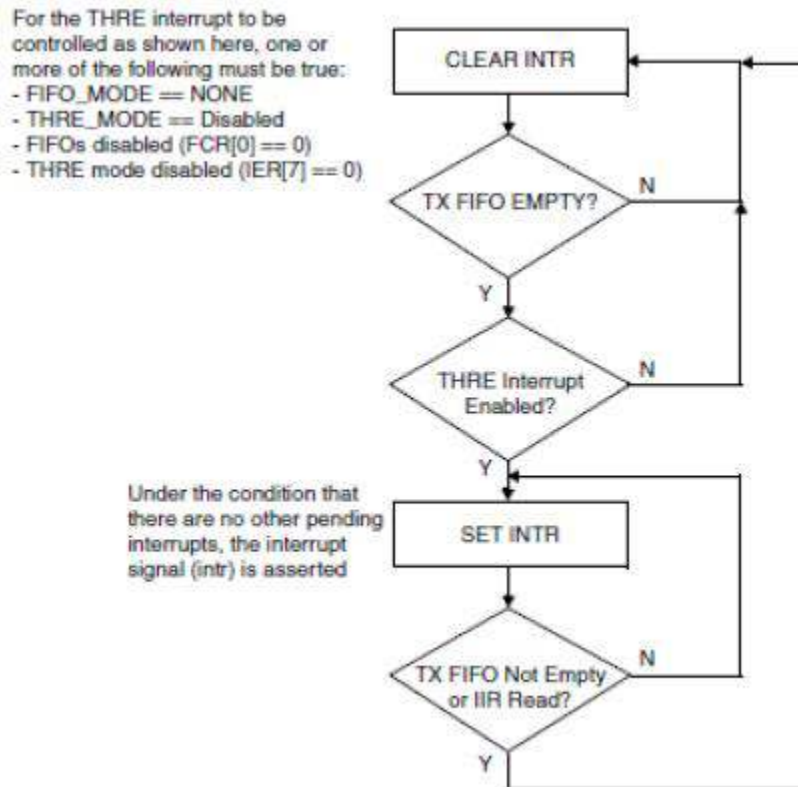 For the THRE interrupt to be
controlled as shown here, one or
more of the following must be true:
- FIFO_MODE == NONE
- THRE_MODE == Disabled
- FIFOs disabled (FCR[0] == 0)
- THRE mode disabled (IER[7] == 0)
CLEAR INTR
TX FIFO EMPTY?
N
Y
THRE Interrupt
Enabled?
N
Y
Under the condition that
there are no other pending
interrupts, the interrupt
signal (intr) is asserted
SET INTR
TX FIFO Not Empty
or IIR Read?
N
Y